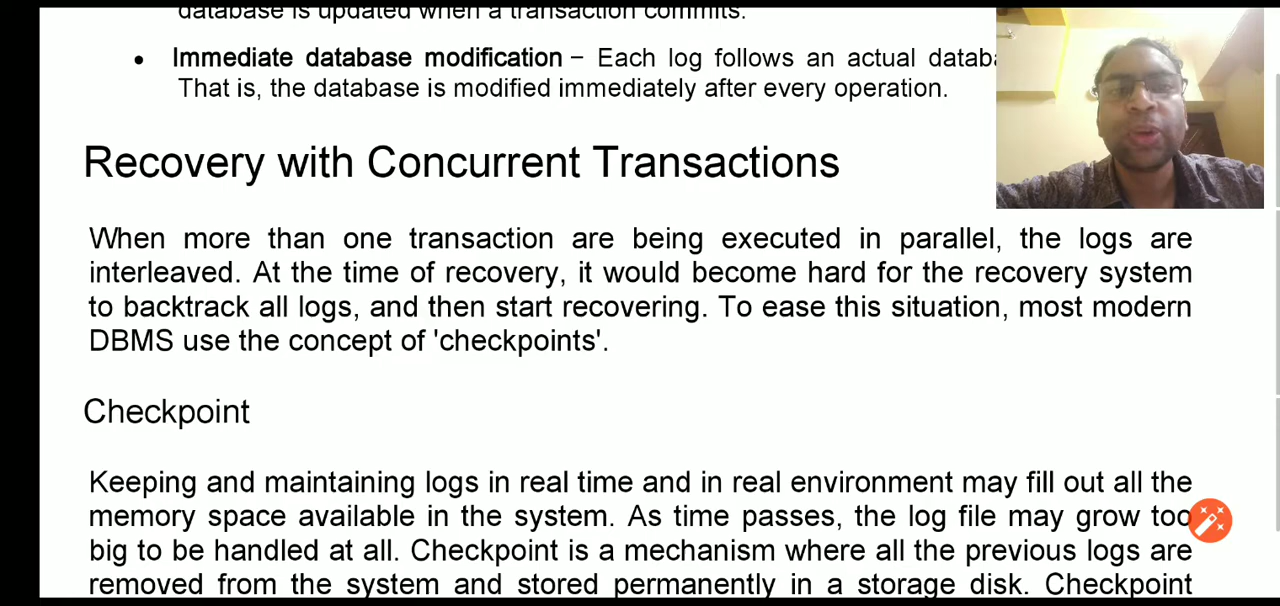 database is updated when a transaction commits.
• Immediate database modification − Each log follows an actual
That is, the database is modified immediately after every operation.
Recovery with Concurrent Transactions
When more than one transaction are being executed in parallel, the logs are
interleaved. At the time of recovery, it would become hard for the recovery system
to backtrack all logs, and then start recovering. To ease this situation, most modern
DBMS use the concept of 'checkpoints'.
Checkpoint
Keeping and maintaining logs in real time and in real environment may fill out all the
memory space available in the system. As time passes, the log file may grow too
big to be handled at all. Checkpoint is a mechanism where all the previous logs are
removed from the system and stored permanently in a storage disk. Checkpoint